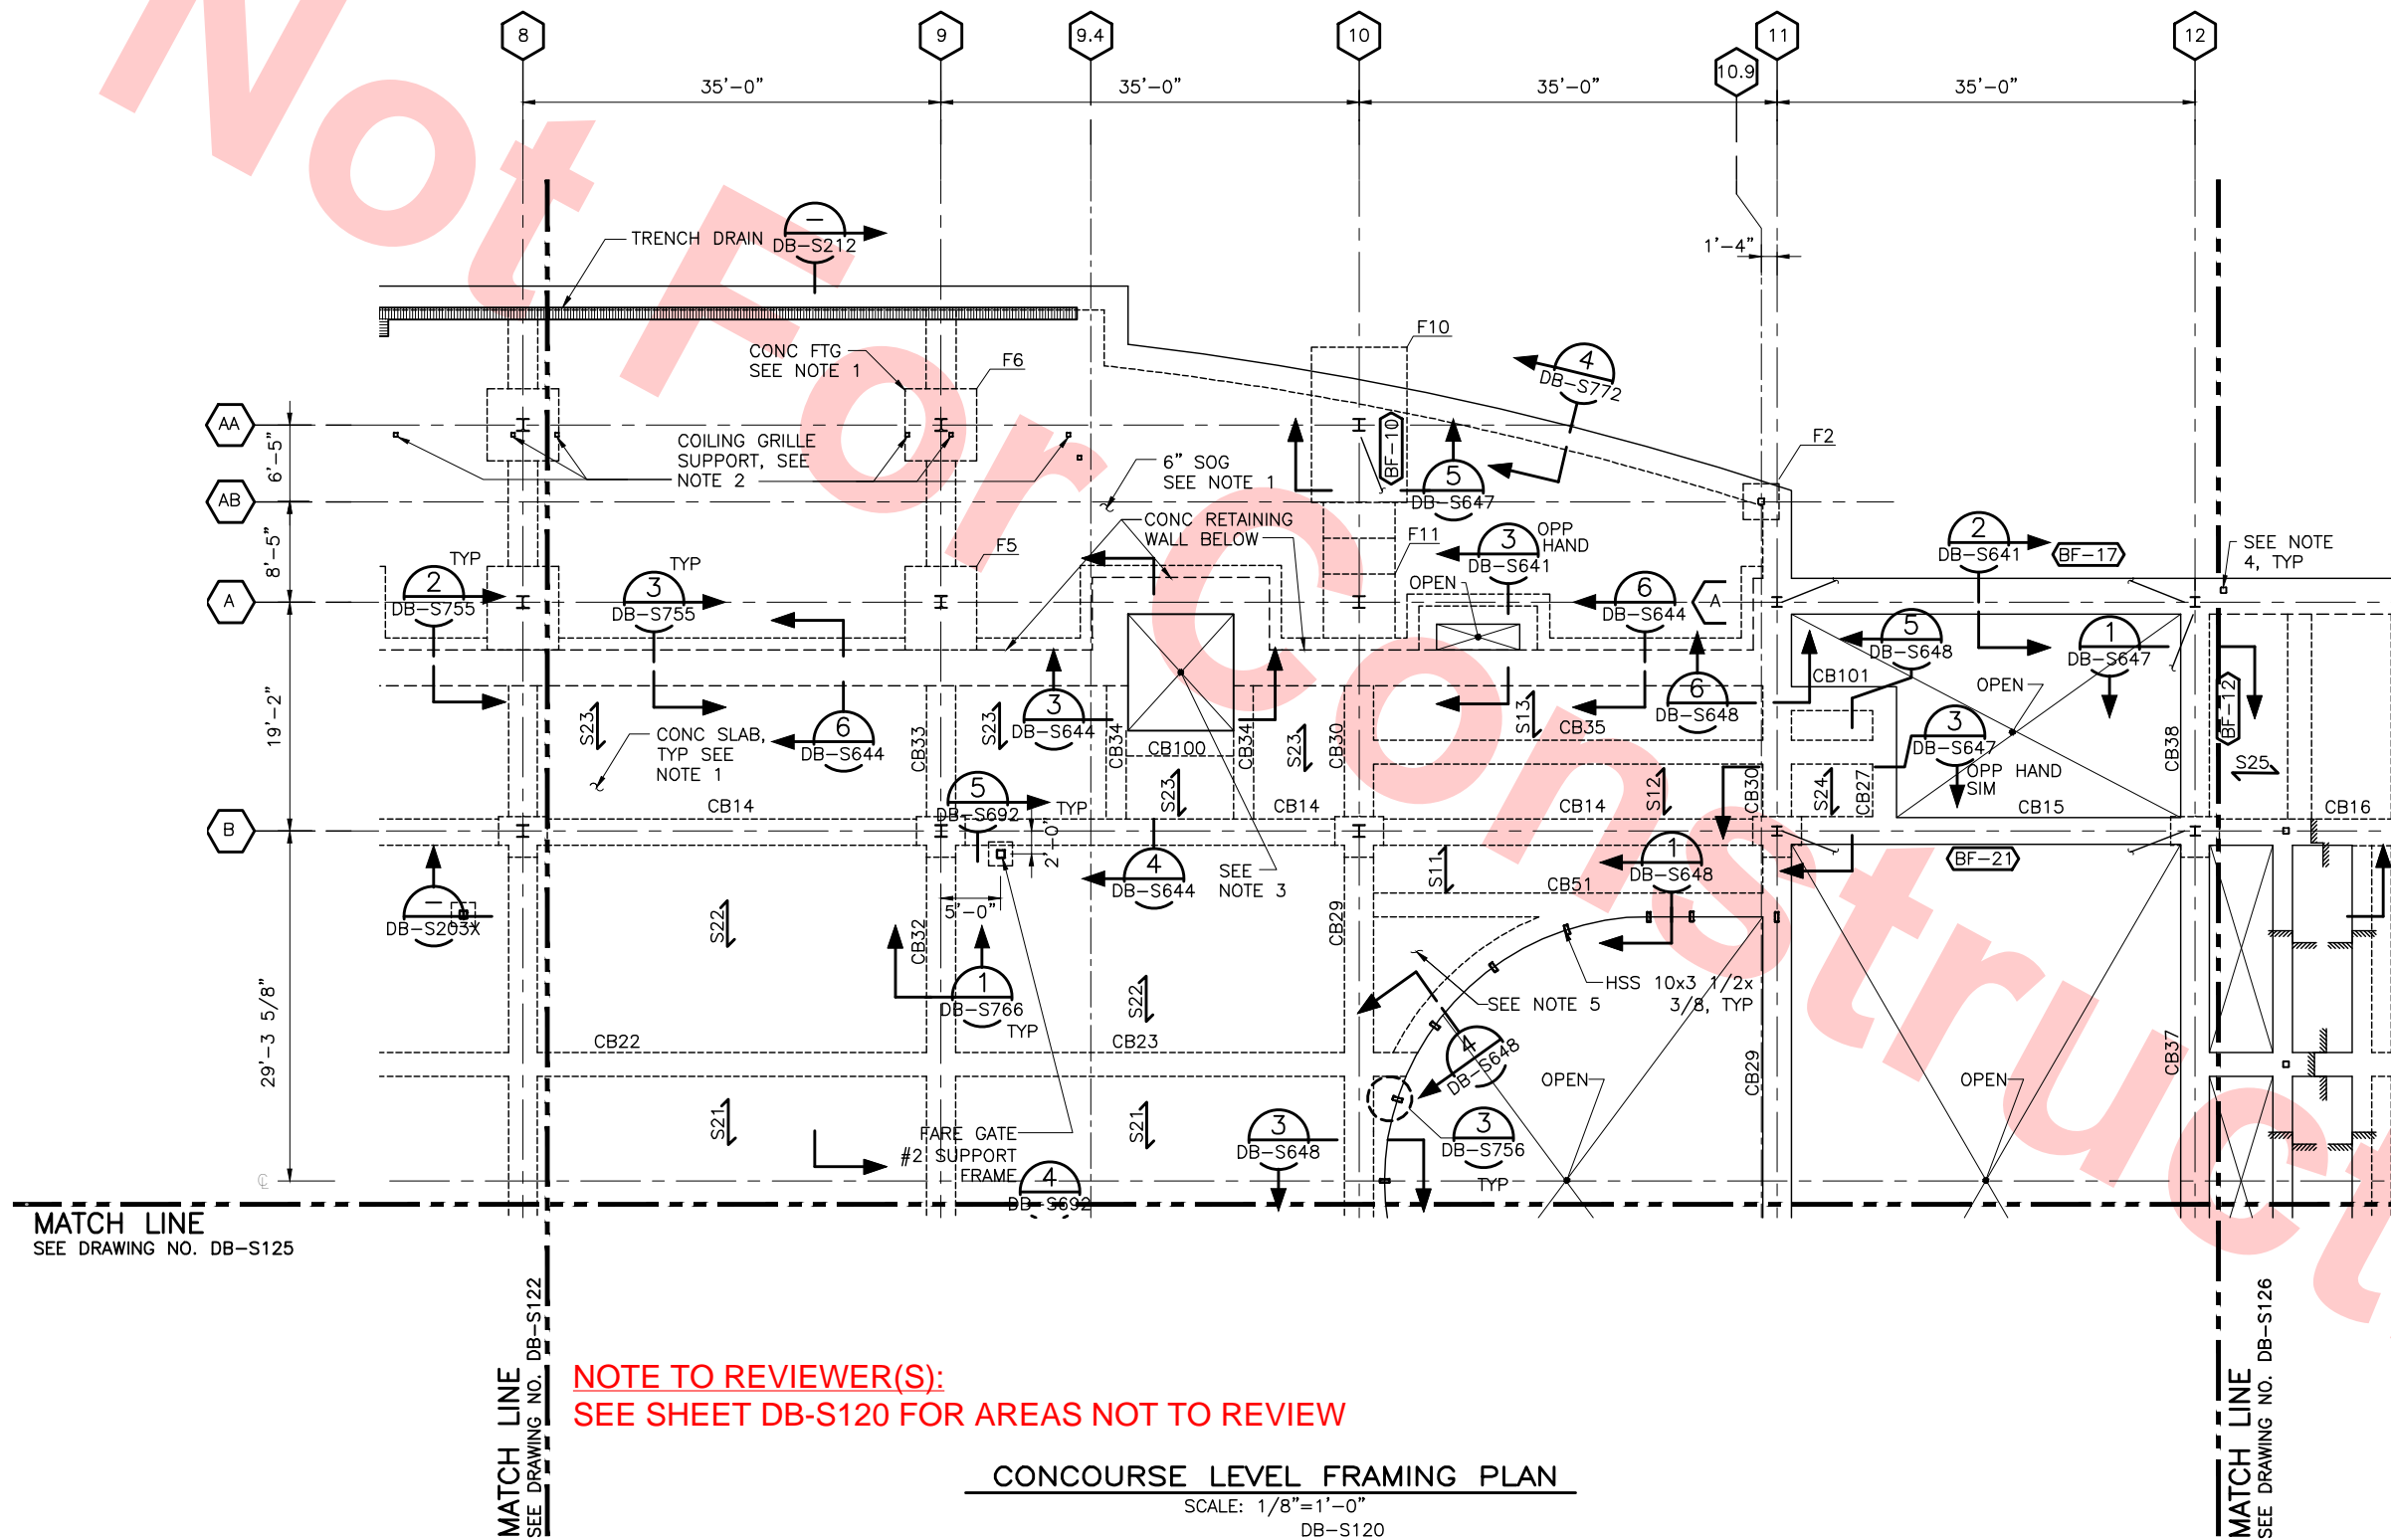 Not For Construct
8
9
9.4
10
10.9
11
12
35'-0"
35'-0"
35'-0"
35'-0"
1'-4"
TRENCH DRAIN
—
DB-S212
CONC FTG
SEE NOTE 1
F6
F10
4
DB-S772
F2
AA
6'-5"
COILING GRILLE
SUPPORT, SEE
NOTE 2
6" SOG
SEE NOTE 1
BF-10
5
DB-S647
AB
8'-5"
CONC RETAINING
WALL BELOW
F11
3
DB-S641
OPP
HAND
2
DB-S641
BF-17
SEE NOTE
4, TYP
TYP
2
DB-S755
TYP
3
DB-S755
F5
OPEN
6
DB-S644
A
A
5
DB-S648
1
DB-S647
19'-2"
CB101
OPEN
BF-12
S23
CONC SLAB,
TYP SEE
NOTE 1
6
DB-S644
CB33
S23
3
DB-S644
CB34
CB100
CB34
S23
CB30
S13
CB35
6
DB-S648
3
DB-S647
OPP HAND
SIM
CB38
S25
CB14
5
DB-S692
TYP
S23
CB14
CB14
S12
CB30
S24
CB27
CB15
CB16
B
2'-0"
4
DB-S644
SEE
NOTE 3
S11
CB51
1
DB-S648
BF-21
—
DB-S203X
5'-0"
S22
CB32
1
DB-S766
TYP
S22
CB29
HSS 10x3 1/2x
3/8, TYP
SEE NOTE 5
29'-3 5/8"
CB22
CB23
4
DB-S648
OPEN
CB29
OPEN
CB37
S21
FARE GATE
#2 SUPPORT
FRAME
S21
3
DB-S648
3
DB-S756
TYP
4
DB-S692
℄
MATCH LINE
SEE DRAWING NO. DB-S125
MATCH LINE
SEE DRAWING NO. DB-S122
NOTE TO REVIEWER(S):
SEE SHEET DB-S120 FOR AREAS NOT TO REVIEW
CONCOURSE LEVEL FRAMING PLAN
SCALE: 1/8"=1'-0"
DB-S120
MATCH LINE
SEE DRAWING NO. DB-S126